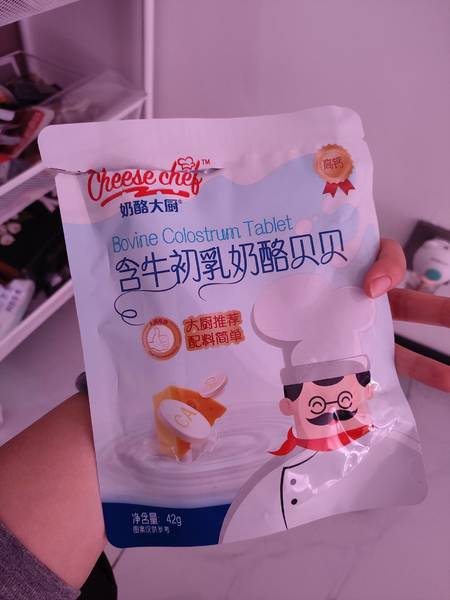 Cheese chef™
奶酪大厨®
高钙
Bovine Colostrum Tablet
含牛初乳奶酪贝贝
大厨推荐
配料简单
CA
净含量: 42g
图案仅供参考